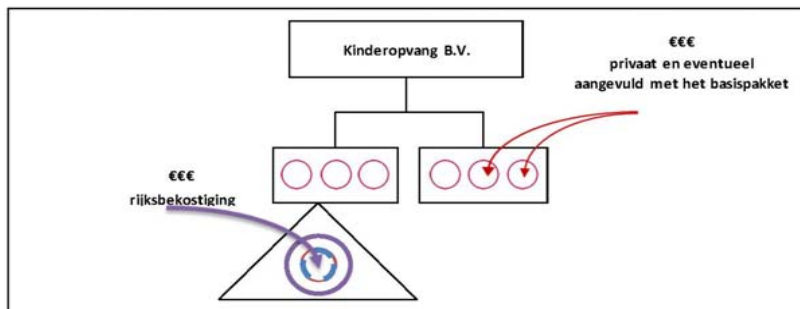 Kinderopvang B.V.
€€€
privaat en eventueel
aangevuld met het basispakket
€€€
rijksbekostiging